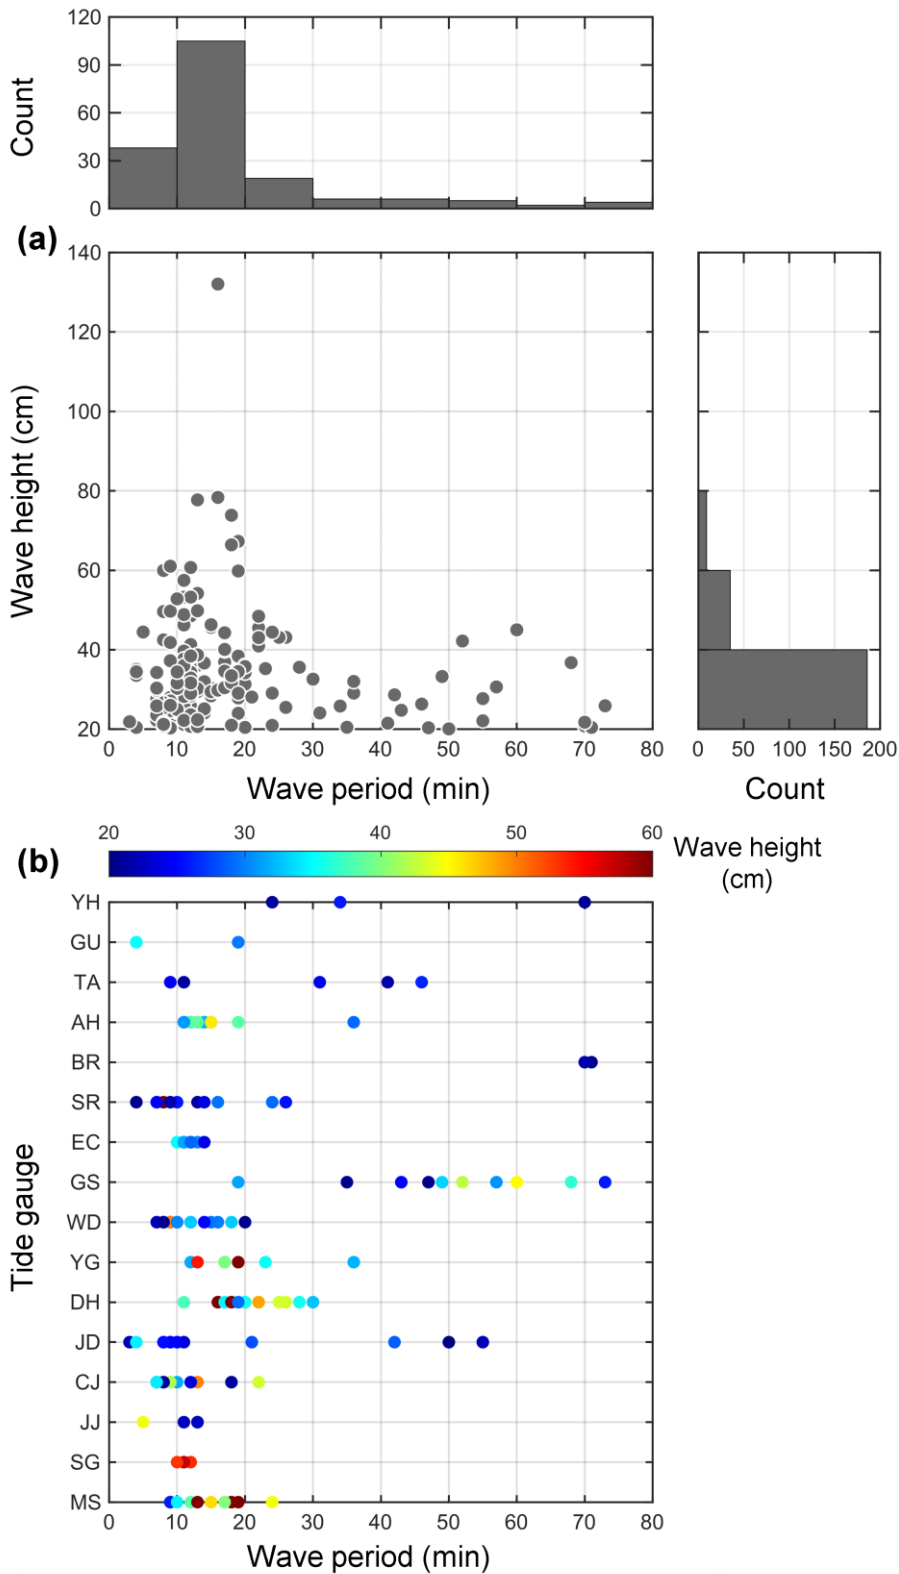 120
90
60
30
0
Count
(a)
140
120
100
80
60
40
20
Wave height (cm)
0 10 20 30 40 50 60 70 80
Wave period (min)
0 50 100 150 200
Count
(b)
20 30 40 50 60
Wave height
(cm)
YH
GU
TA
AH
BR
SR
EC
GS
WD
YG
DH
JD
CJ
JJ
SG
MS
Tide gauge
0 10 20 30 40 50 60 70 80
Wave period (min)